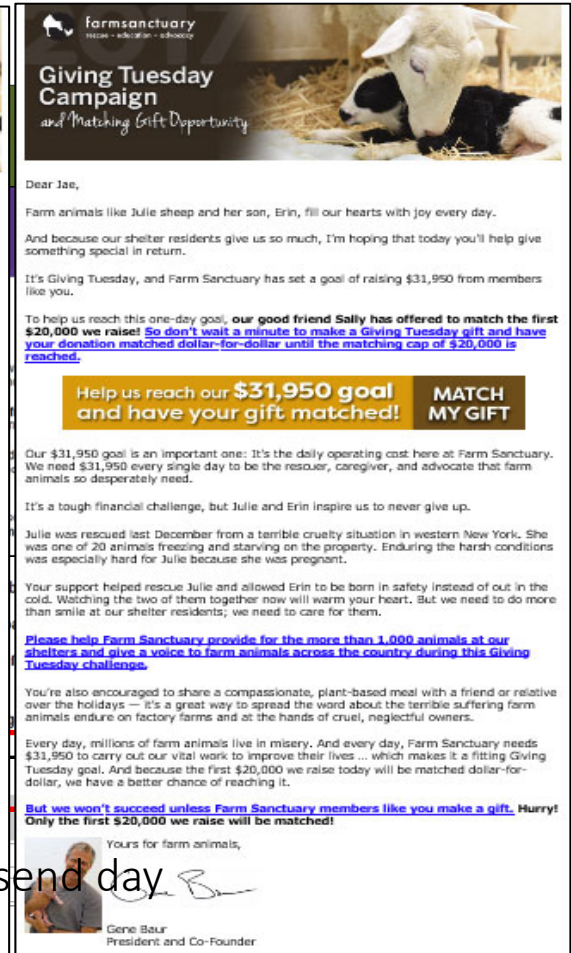 2017
farmsanctuary
rescue • education • advocacy
Giving Tuesday
Campaign
and Matching Gift Opportunity
Dear Jae,
Farm animals like Julie sheep and her son, Erin, fill our hearts with joy every day.
And because our shelter residents give us so much, I'm hoping that today you'll help give
something special in return.
It's Giving Tuesday, and Farm Sanctuary has set a goal of raising $31,950 from members
like you.
To help us reach this one-day goal, our good friend Sally has offered to match the first
$20,000 we raise! So don't wait a minute to make a Giving Tuesday gift and have
your donation matched dollar-for-dollar until the matching cap of $20,000 is
reached.
Help us reach our $31,950 goal
and have your gift matched!
MATCH
MY GIFT
Our $31,950 goal is an important one: It's the daily operating cost here at Farm Sanctuary.
We need $31,950 every single day to be the rescuer, caregiver, and advocate that farm
animals so desperately need.
It's a tough financial challenge, but Julie and Erin inspire us to never give up.
Julie was rescued last December from a terrible cruelty situation in western New York. She
was one of 20 animals freezing and starving on the property. Enduring the harsh conditions
was especially hard for Julie because she was pregnant.
Your support helped rescue Julie and allowed Erin to be born in safety instead of out in the
cold. Watching the two of them together now will warm your heart. But we need to do more
than smile at our shelter residents; we need to care for them.
Please help Farm Sanctuary provide for the more than 1,000 animals at our
shelters and give a voice to farm animals across the country during this Giving
Tuesday challenge.
You're also encouraged to share a compassionate, plant-based meal with a friend or relative
over the holidays — it's a great way to spread the word about the terrible suffering farm
animals endure on factory farms and at the hands of cruel, neglectful owners.
Every day, millions of farm animals live in misery. And every day, Farm Sanctuary needs
$31,950 to carry out our vital work to improve their lives ... which makes it a fitting Giving
Tuesday goal. And because the first $20,000 we raise today will be matched dollar-for-
dollar, we have a better chance of reaching it.
But we won't succeed unless Farm Sanctuary members like you make a gift. Hurry!
Only the first $20,000 we raise will be matched!
Yours for farm animals,
send day
Gene Baur
Gene Baur
President and Co-Founder